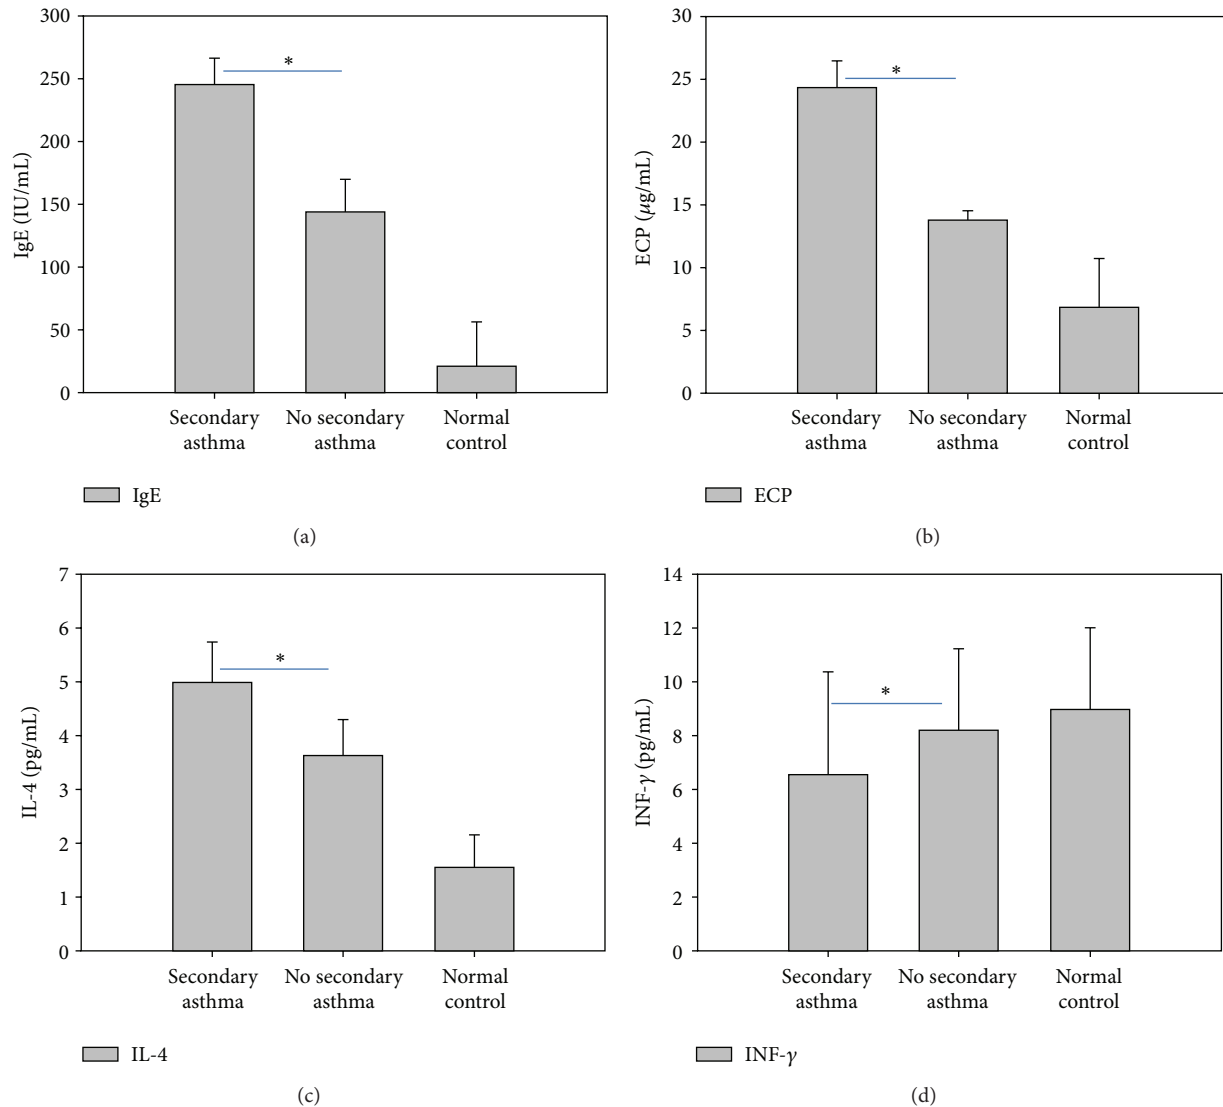 300
250
200
150
100
50
0
IgE (IU/mL)
*
Secondary asthma
No secondary asthma
Normal control
IgE
(a)
30
25
20
15
10
5
0
ECP (μg/mL)
*
Secondary asthma
No secondary asthma
Normal control
ECP
(b)
7
6
5
4
3
2
1
0
IL-4 (pg/mL)
*
Secondary asthma
No secondary asthma
Normal control
IL-4
(c)
14
12
10
8
6
4
2
0
INF-γ (pg/mL)
*
Secondary asthma
No secondary asthma
Normal control
INF-γ
(d)